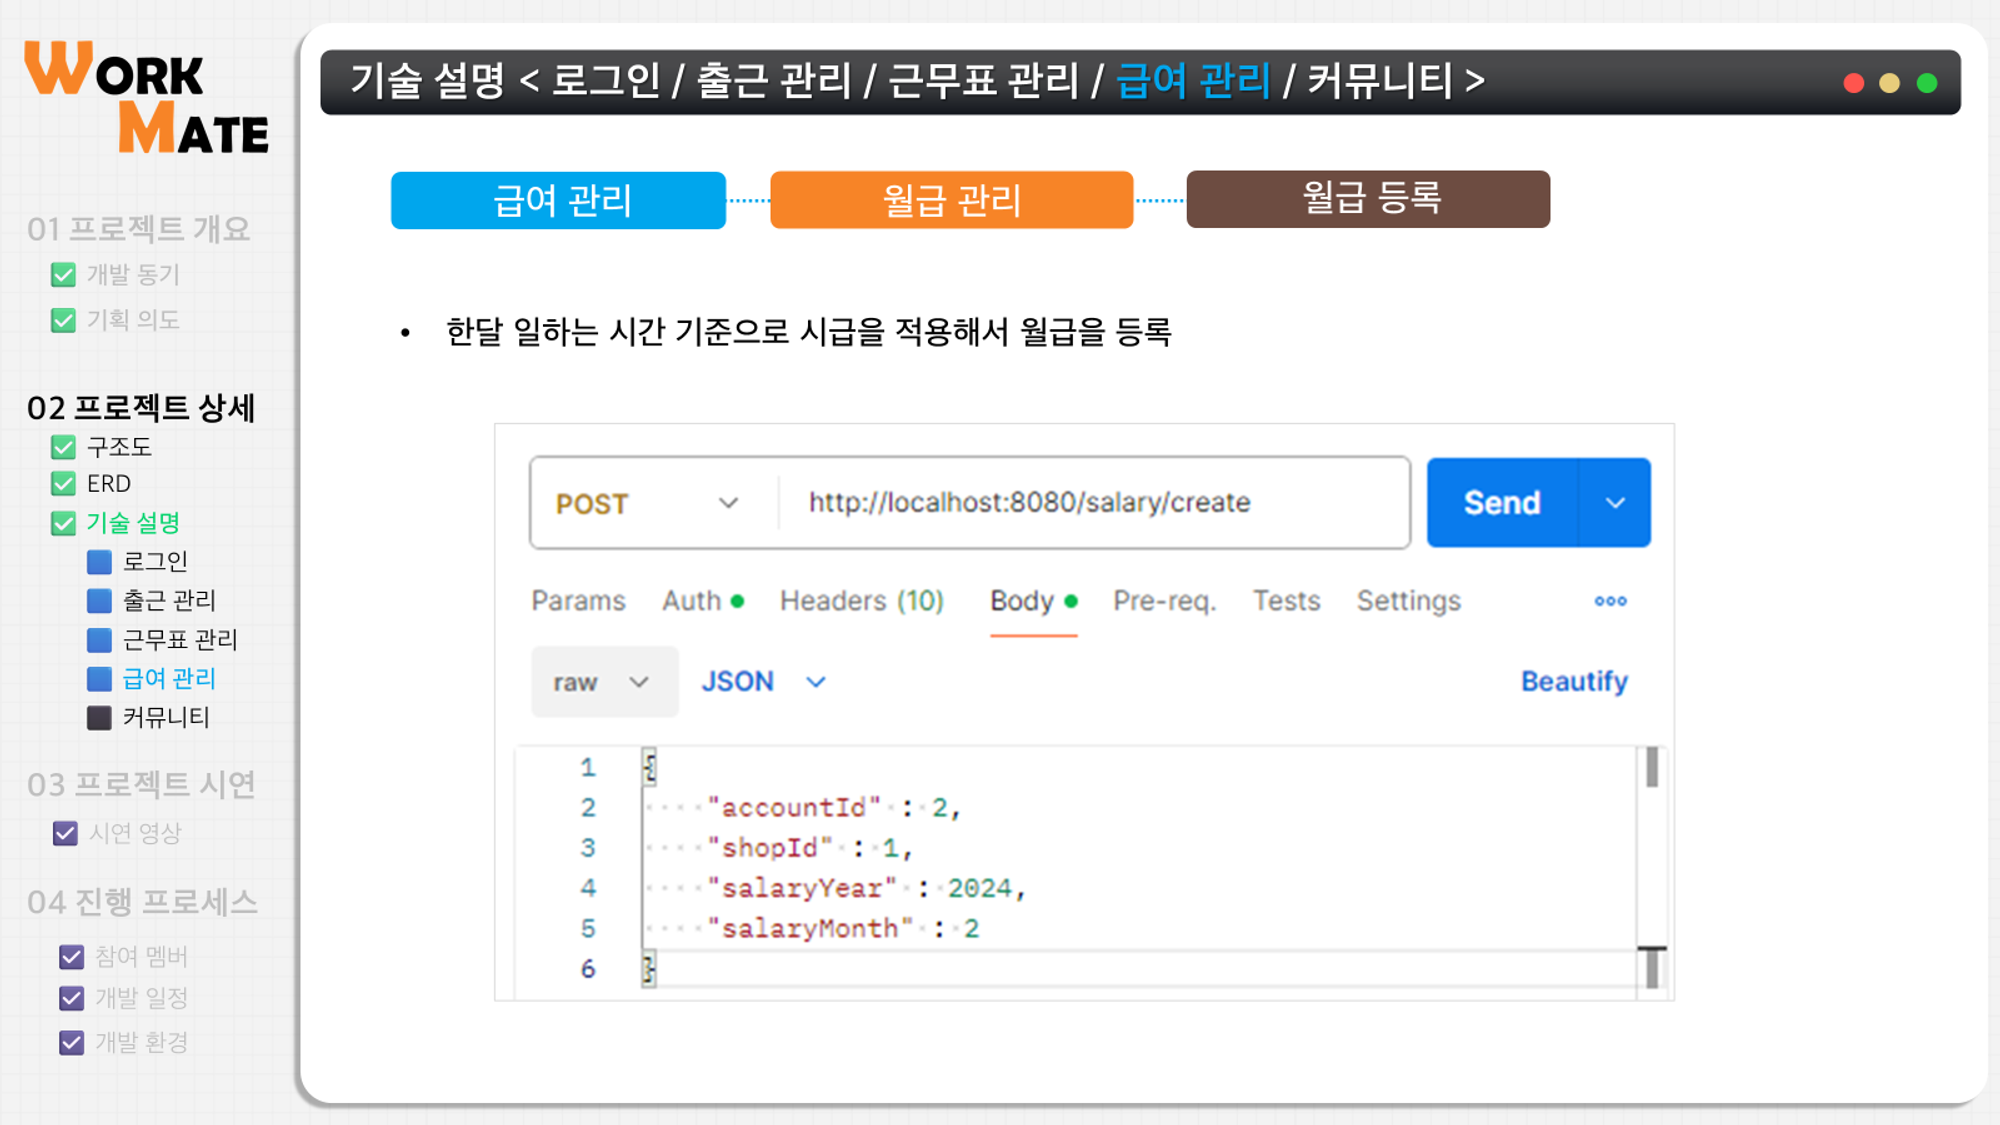 WORK
MATE
01 프로젝트 개요
개발 동기
기획 의도
02 프로젝트 상세
구조도
ERD
기술 설명
로그인
출근 관리
근무표 관리
급여 관리
커뮤니티
03 프로젝트 시연
시연 영상
04 진행 프로세스
참여 멤버
개발 일정
개발 환경
기술 설명 < 로그인 / 출근 관리 / 근무표 관리 / 급여 관리 / 커뮤니티 >
급여 관리 월급 관리 월급 등록
• 한달 일하는 시간 기준으로 시급을 적용해서 월급을 등록
POST http://localhost:8080/salary/create Send
Params Auth Headers (10) Body Pre-req. Tests Settings
raw JSON Beautify
1 {
2 "accountId" : 2,
3 "shopId" : 1,
4 "salaryYear" : 2024,
5 "salaryMonth" : 2
6 }